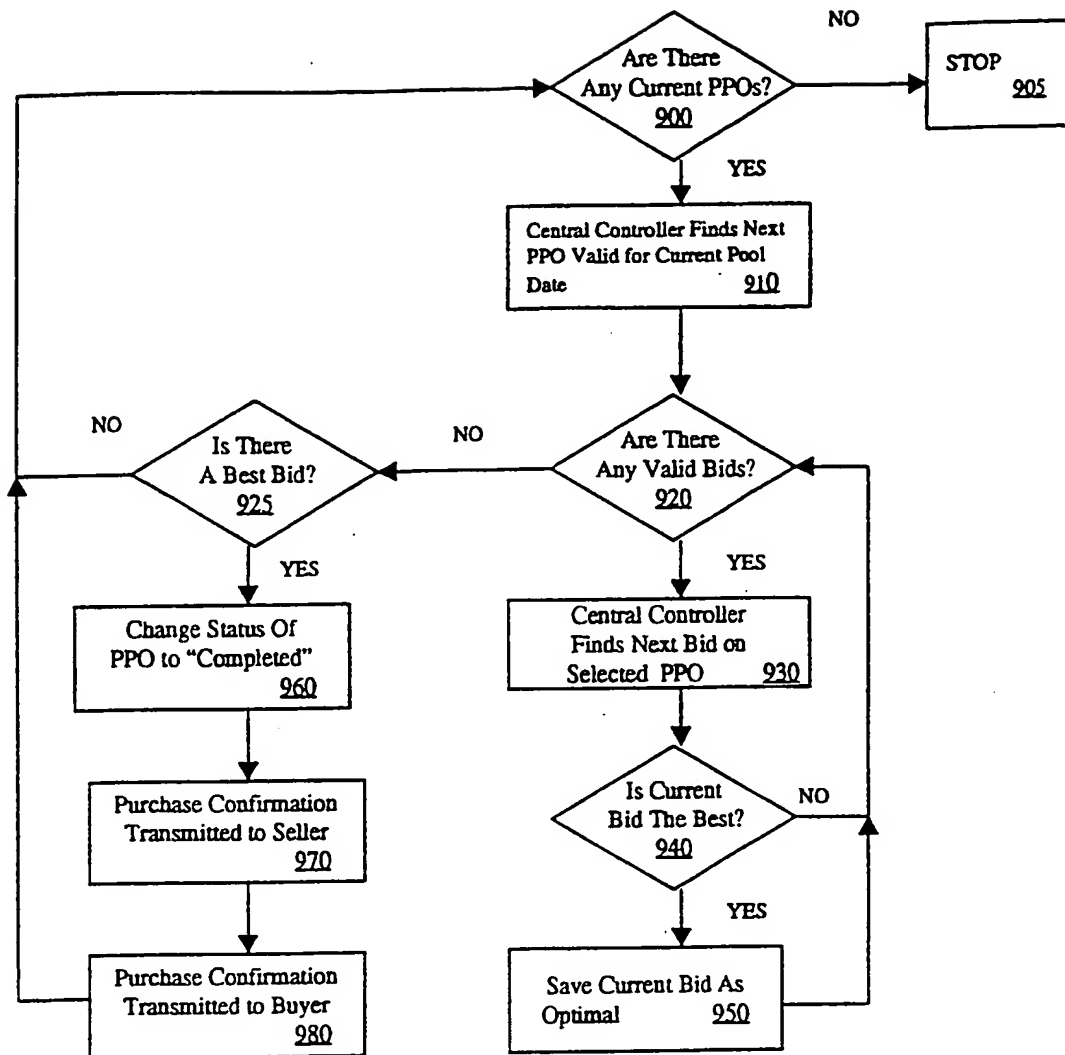 NO
Are There
Any Current PPOs?
900
STOP
905
YES
Central Controller Finds Next
PPO Valid for Current Pool
Date 910
NO
Is There
A Best Bid?
925
NO
Are There
Any Valid Bids?
920
YES
YES
Change Status Of
PPO to "Completed"
960
Central Controller
Finds Next Bid on
Selected PPO 930
Purchase Confirmation
Transmitted to Seller
970
Is Current
Bid The Best?
940
NO
YES
Purchase Confirmation
Transmitted to Buyer
980
Save Current Bid As
Optimal 950